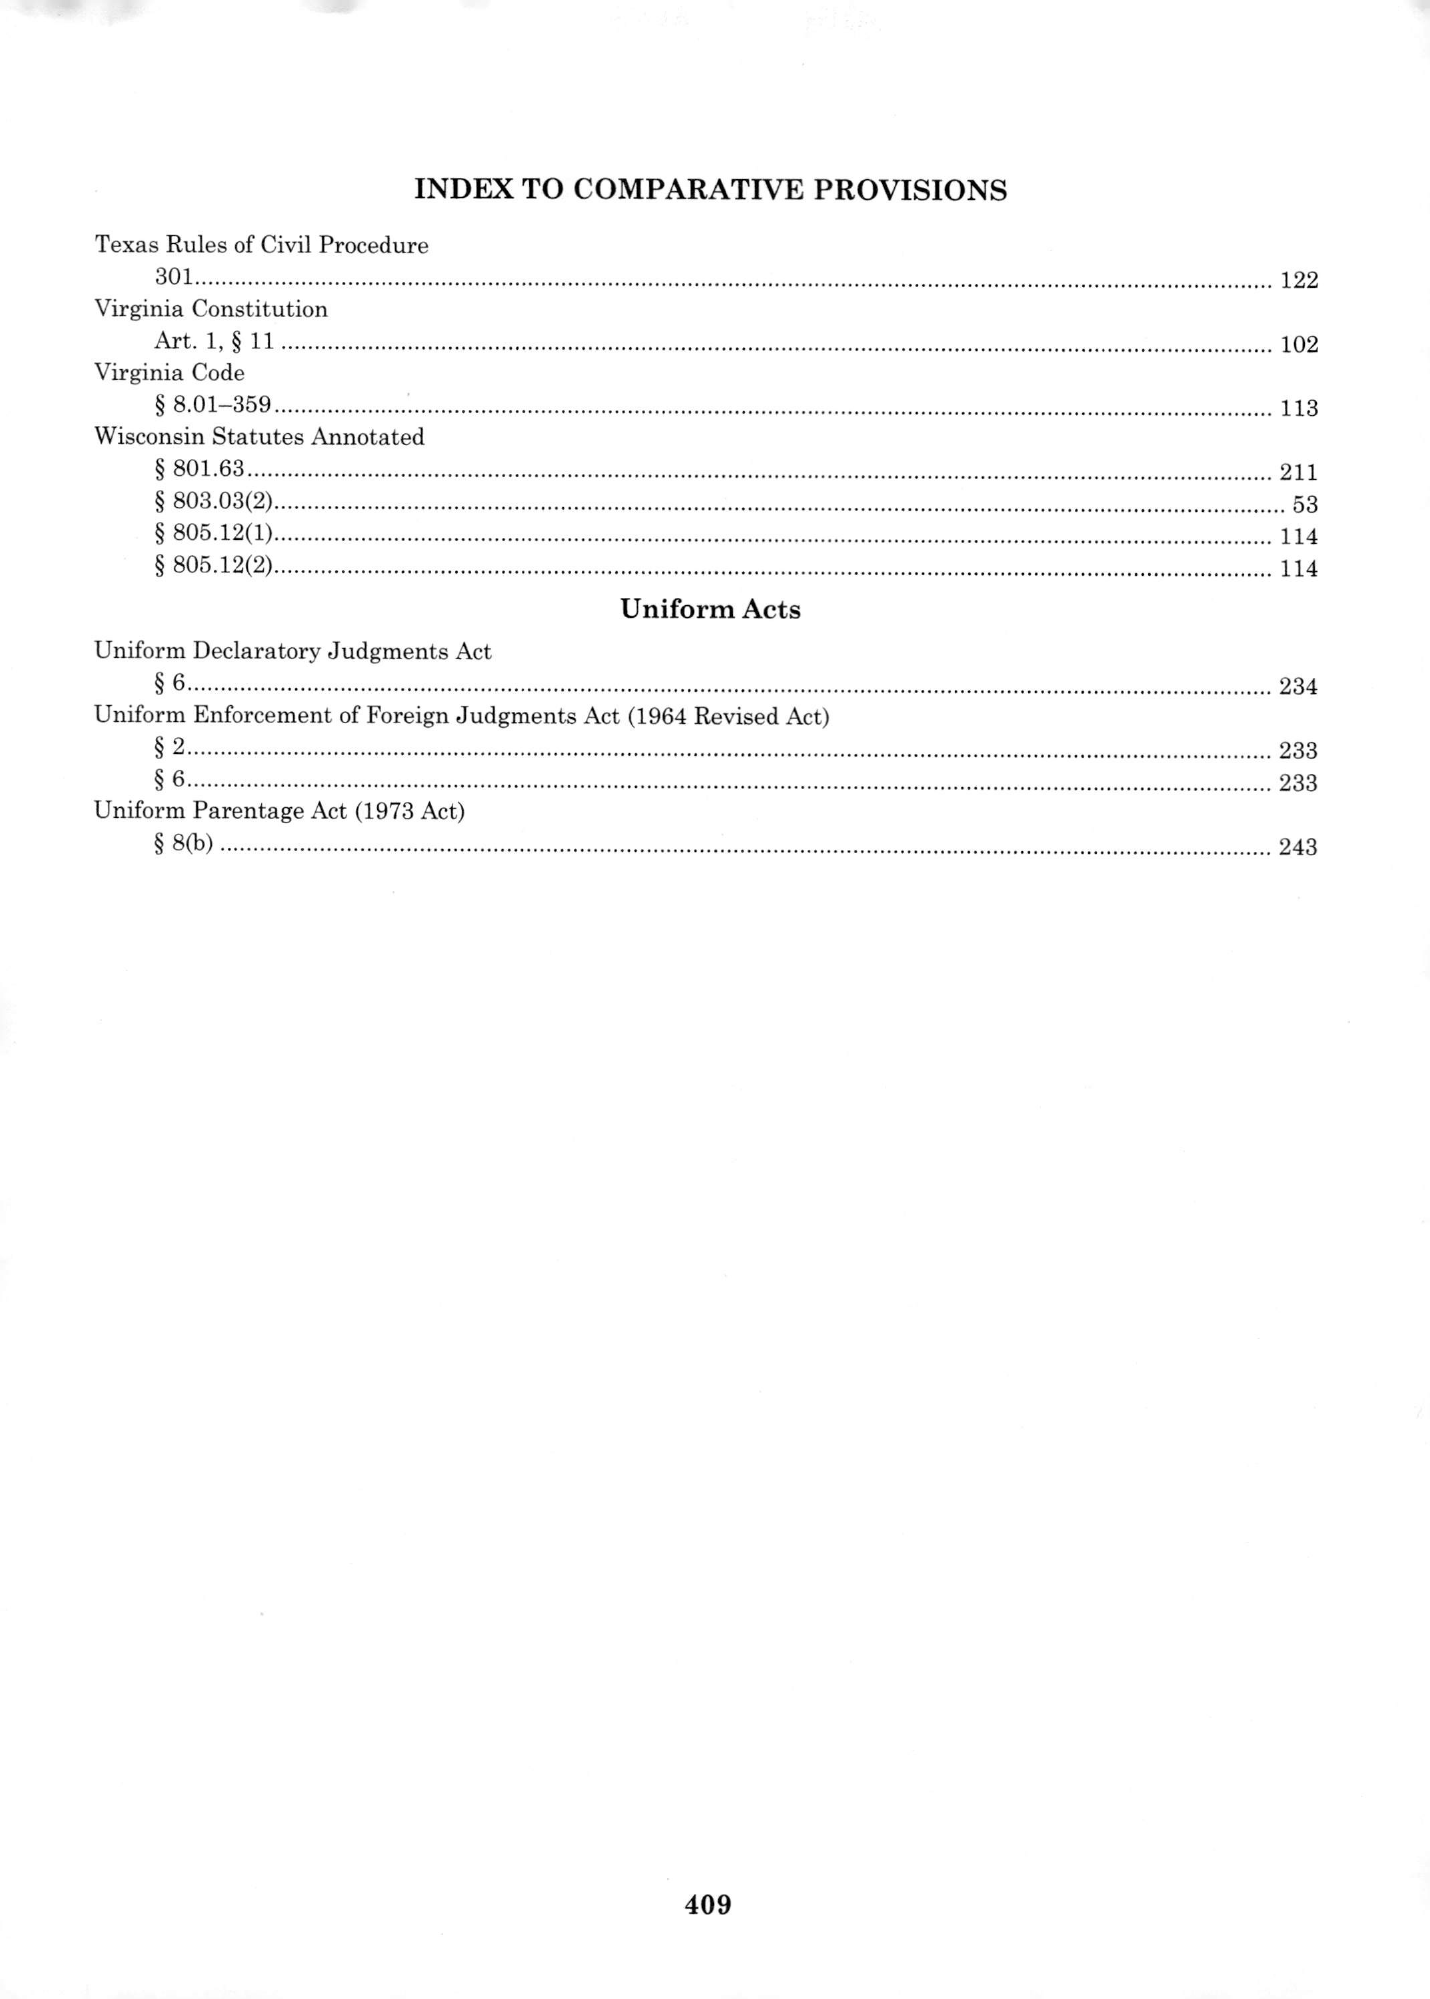 INDEX TO COMPARATIVE PROVISIONS
Texas Rules of Civil Procedure
301 122
Virginia Constitution
Art. 1, § 11 102
Virginia Code
§ 8.01–359 113
Wisconsin Statutes Annotated
§ 801.63 211
§ 803.03(2) 53
§ 805.12(1) 114
§ 805.12(2) 114
Uniform Acts
Uniform Declaratory Judgments Act
§ 6 234
Uniform Enforcement of Foreign Judgments Act (1964 Revised Act)
§ 2 233
§ 6 233
Uniform Parentage Act (1973 Act)
§ 8(b) 243
409